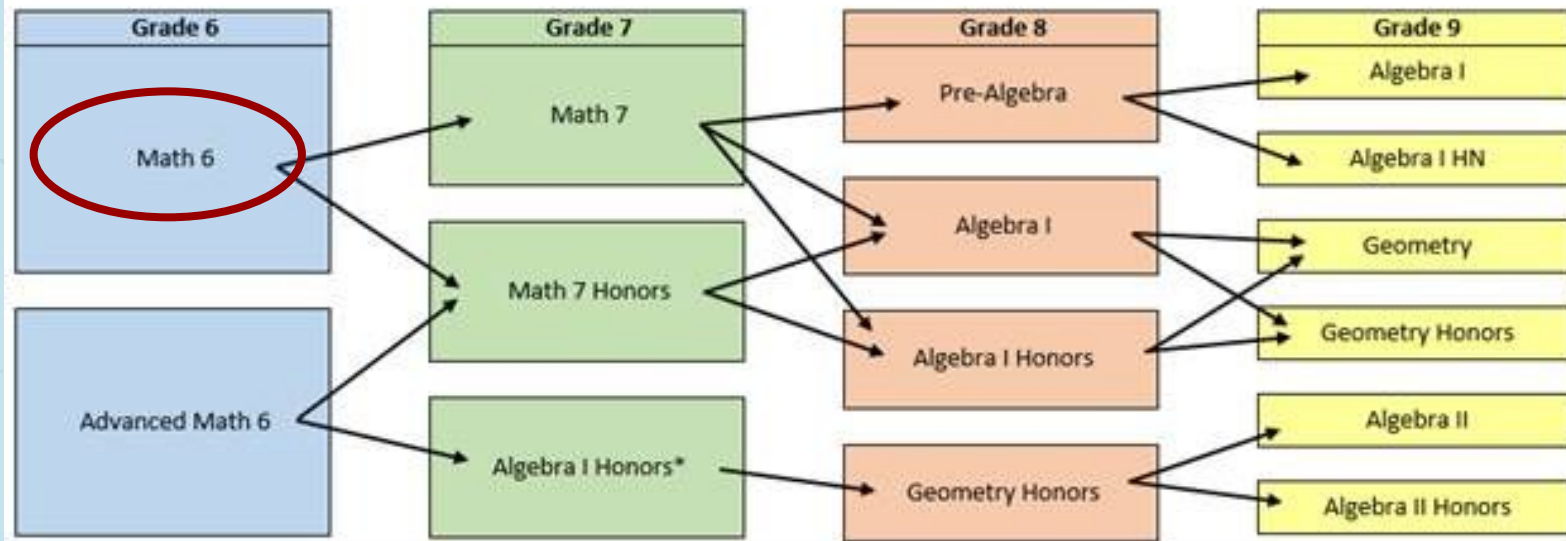 Grade 6
Math 6
Advanced Math 6
Grade 7
Math 7
Math 7 Honors
Algebra I Honors*
Grade 8
Pre-Algebra
Algebra I
Algebra I Honors
Geometry Honors
Grade 9
Algebra I
Algebra I HN
Geometry
Geometry Honors
Algebra II
Algebra II Honors